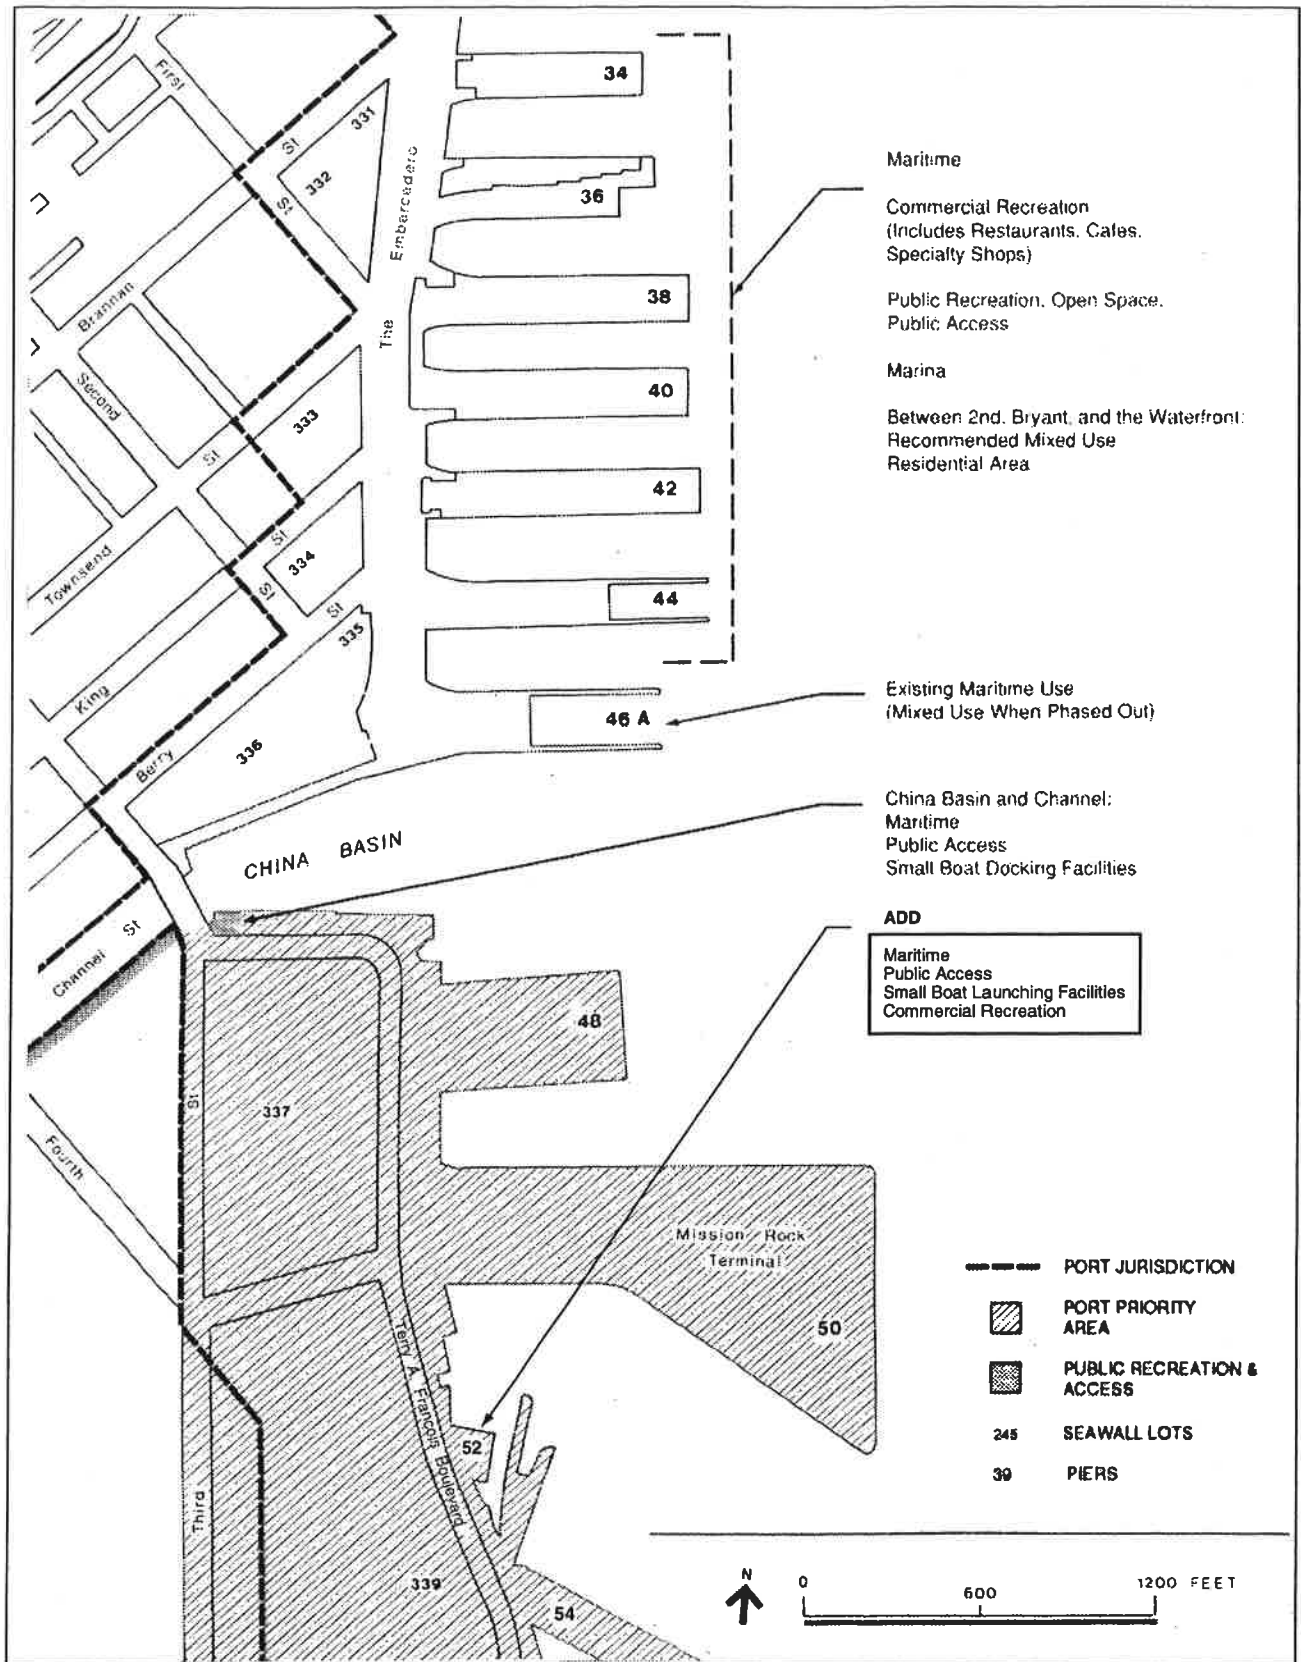 First
St
331
332
St
34
36
38
40
42
44
46 A
The
Embarcadero
Brannan
St
Second
St
333
Townsend
St
334
King
St
335
Berry
336
Maritime
Commercial Recreation
(Includes Restaurants, Cafes,
Specialty Shops)
Public Recreation, Open Space,
Public Access
Marina
Between 2nd, Bryant, and the Waterfront:
Recommended Mixed Use
Residential Area
Existing Maritime Use
(Mixed Use When Phased Out)
China Basin and Channel:
Maritime
Public Access
Small Boat Docking Facilities
ADD
Maritime
Public Access
Small Boat Launching Facilities
Commercial Recreation
CHINA BASIN
Channel St
48
St
337
Fourth
Mission Rock
Terminal
50
Terry A. Francois Boulevard
52
Third
339
54
PORT JURISDICTION
PORT PRIORITY
AREA
PUBLIC RECREATION &
ACCESS
245 SEAWALL LOTS
39 PIERS
N
0
600
1200 FEET